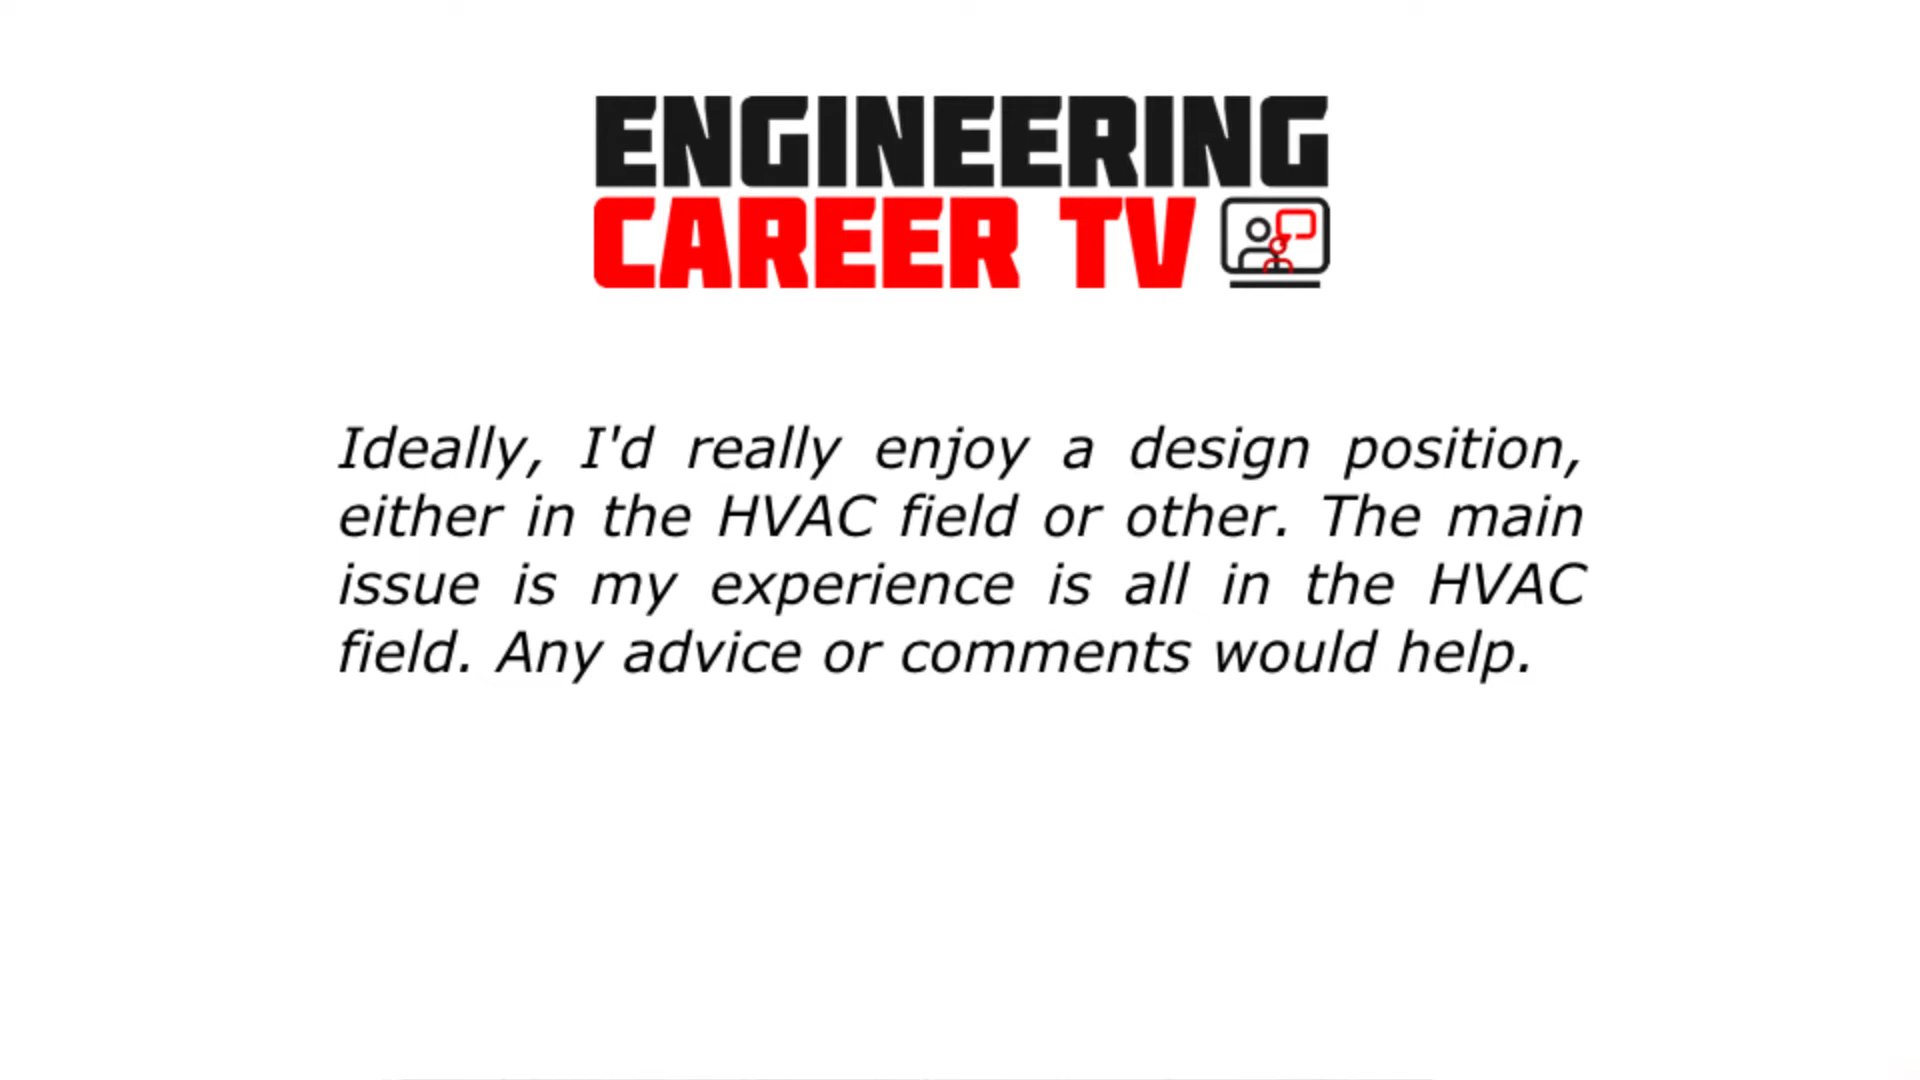 ENGINEERING
CAREER TV
Ideally, I'd really enjoy a design position,
either in the HVAC field or other. The main
issue is my experience is all in the HVAC
field. Any advice or comments would help.